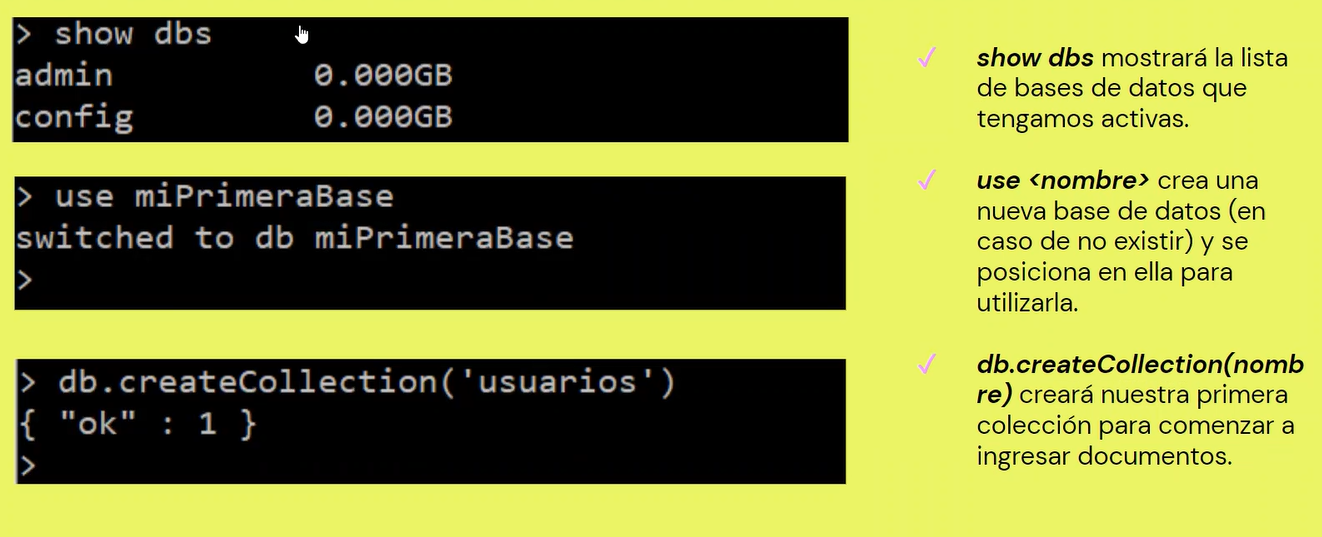 > show dbs
admin 0.000GB
config 0.000GB
> use miPrimeraBase
switched to db miPrimeraBase
>
> db.createCollection('usuarios')
{ "ok" : 1 }
>
✓ show dbs mostrará la lista
de bases de datos que
tengamos activas.
✓ use <nombre> crea una
nueva base de datos (en
caso de no existir) y se
posiciona en ella para
utilizarla.
✓ db.createCollection(nomb
re) creará nuestra primera
colección para comenzar a
ingresar documentos.